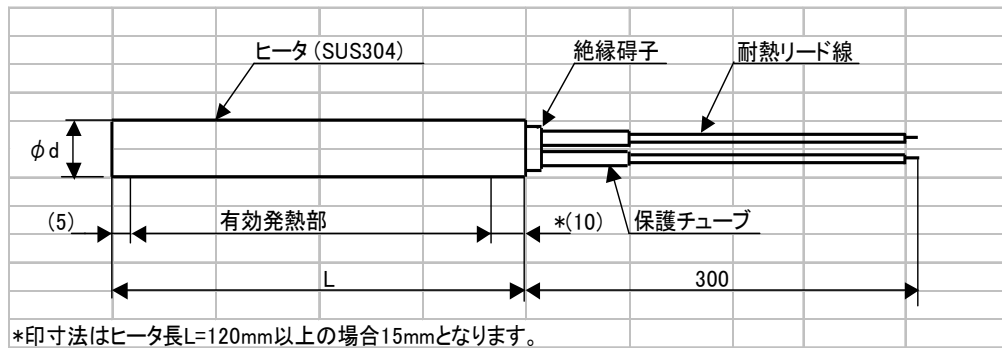 ヒータ(SUS304)
絶縁碍子
耐熱リード線
φd
(5)
有効発熱部
*(10)
保護チューブ
L
300
*印寸法はヒータ長L=120mm以上の場合15mmとなります。